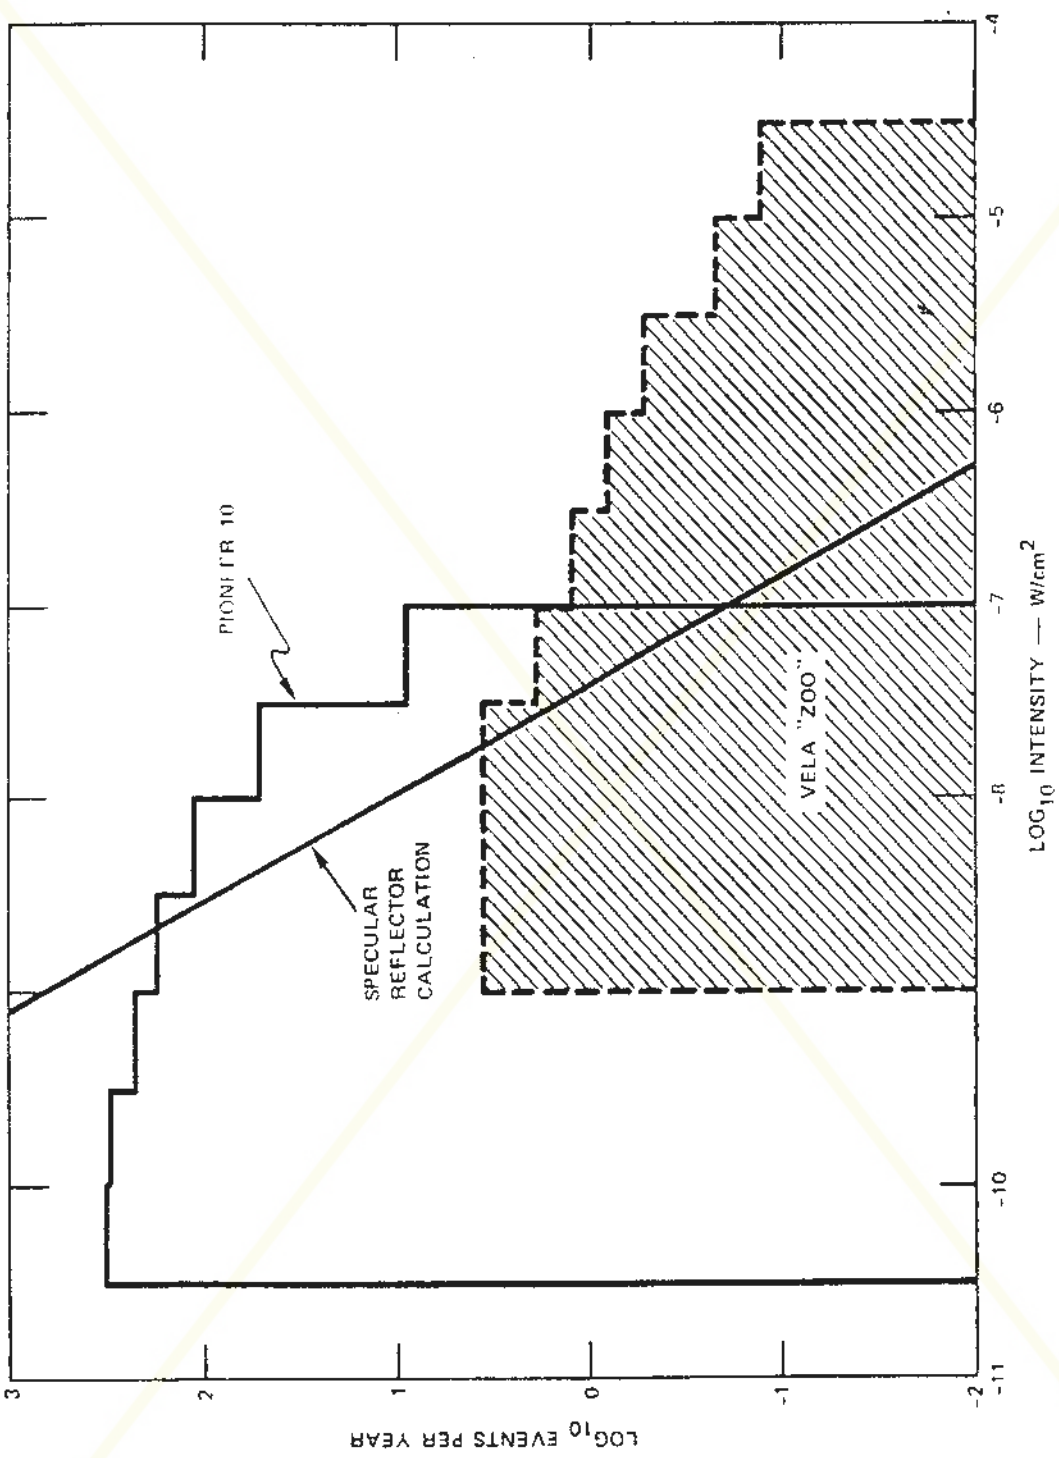 3
2
1
0
-1
-2
LOG10 EVENTS PER YEAR
-11
-10
-8
-7
-6
-5
-4
LOG10 INTENSITY — W/cm2
PIONEER 10
SPECULAR
REFLECTOR
CALCULATION
VELA "ZOO"